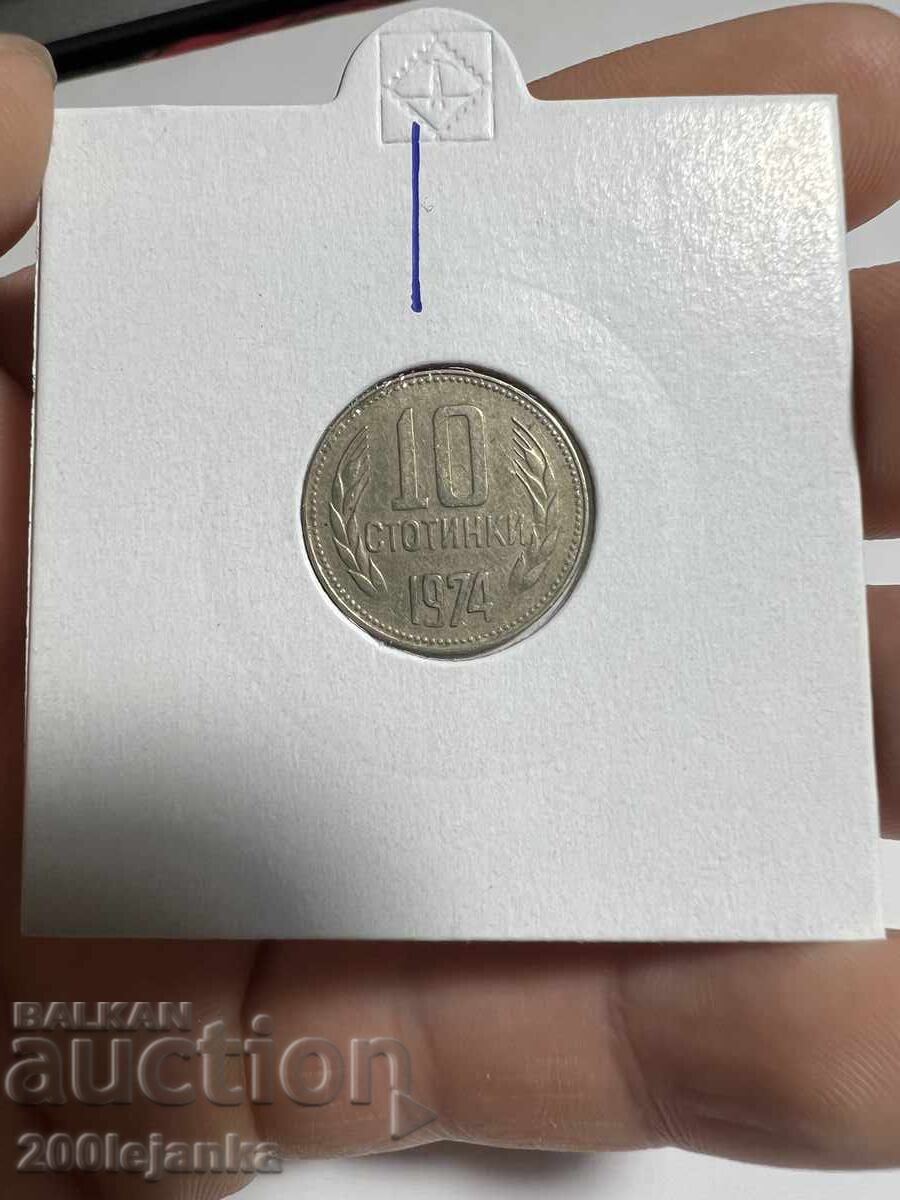 10
СТОТИНКИ
1974
BALKAN
auction
200lejanka